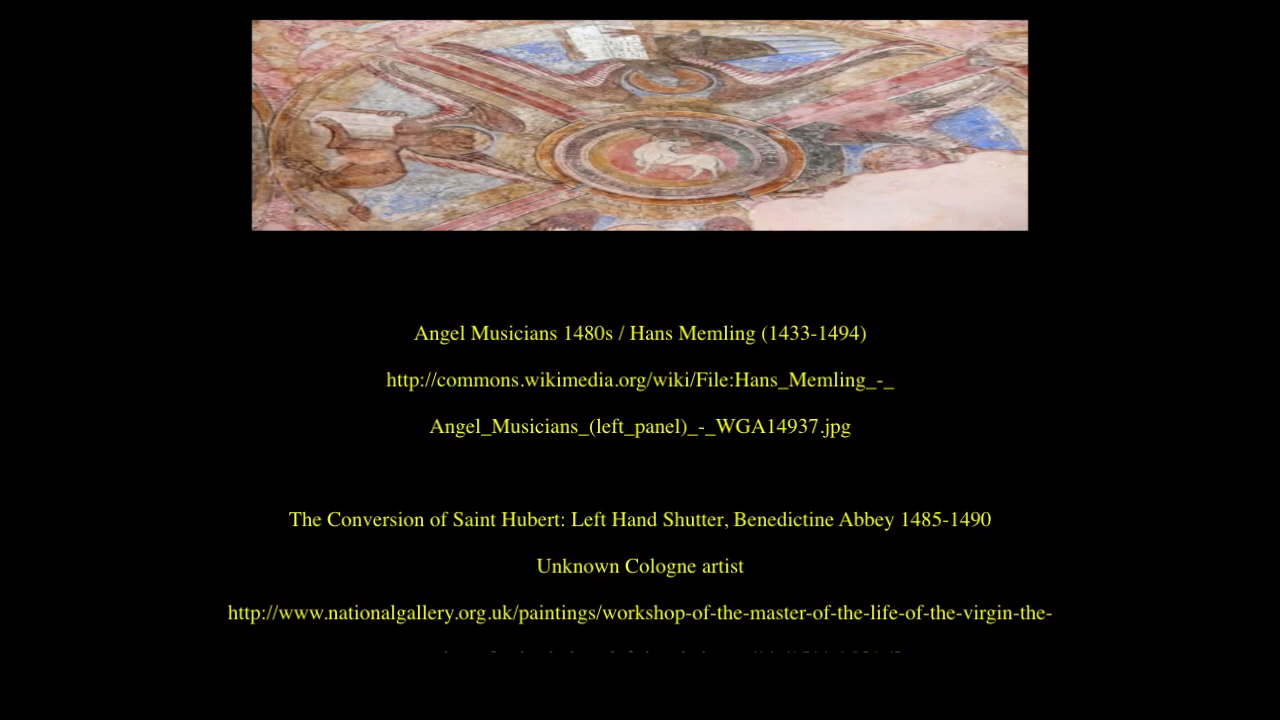 Angel Musicians 1480s / Hans Memling (1433-1494)
http://commons.wikimedia.org/wiki/File:Hans_Memling_-_
Angel_Musicians_(left_panel)_-_WGA14937.jpg
The Conversion of Saint Hubert: Left Hand Shutter, Benedictine Abbey 1485-1490
Unknown Cologne artist
http://www.nationalgallery.org.uk/paintings/workshop-of-the-master-of-the-life-of-the-virgin-the-